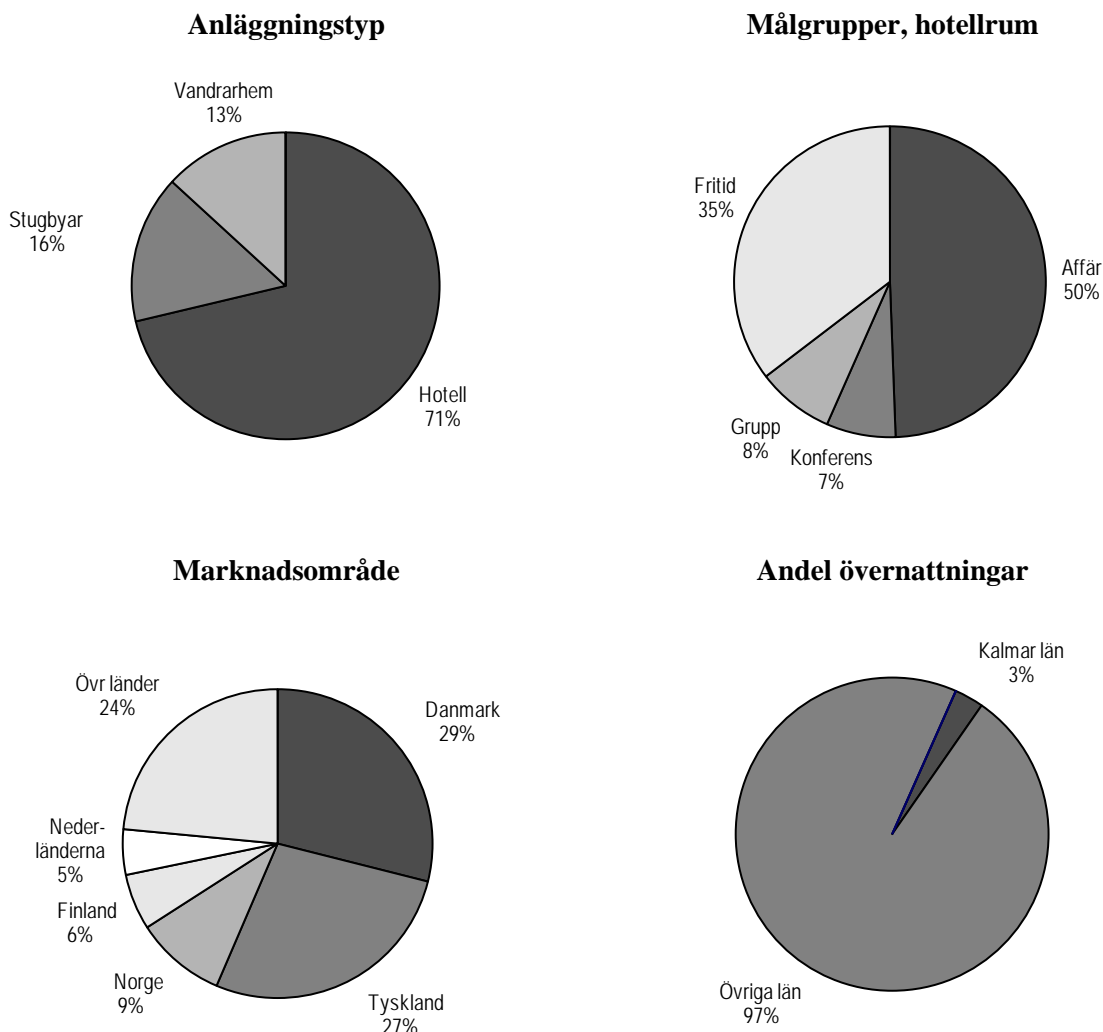 Anläggningstyp
Vandrarhem
13%
Stugbyar
16%
Hotell
71%
Målgrupper, hotellrum
Fritid
35%
Affär
50%
Grupp
8%
Konferens
7%
Marknadsområde
Övr länder
24%
Danmark
29%
Neder-
länderna
5%
Finland
6%
Norge
9%
Tyskland
27%
Andel övernattningar
Kalmar län
3%
Övriga län
97%